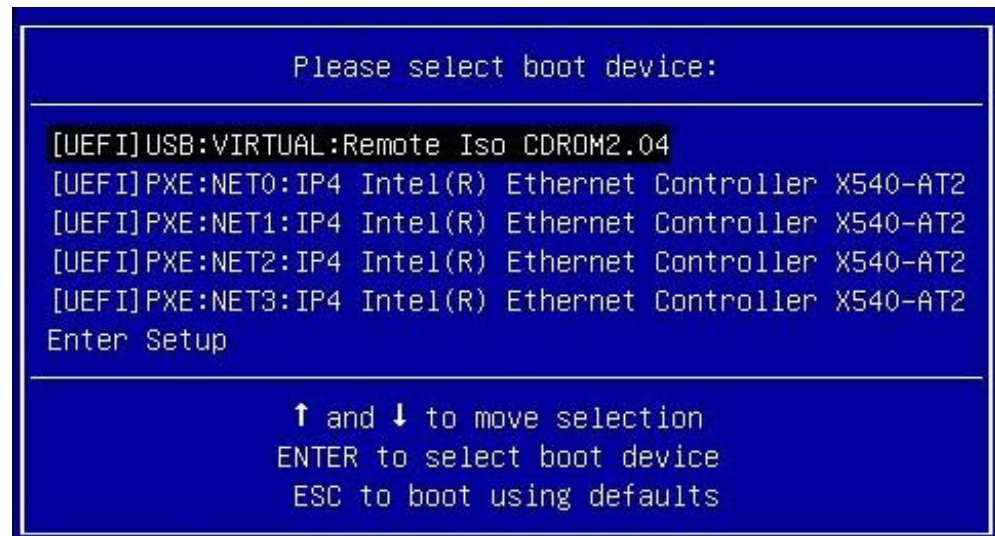 Please select boot device:
[UEFI]USB:VIRTUAL:Remote Iso CDROM2.04
[UEFI]PXE:NET0:IP4 Intel(R) Ethernet Controller X540-AT2
[UEFI]PXE:NET1:IP4 Intel(R) Ethernet Controller X540-AT2
[UEFI]PXE:NET2:IP4 Intel(R) Ethernet Controller X540-AT2
[UEFI]PXE:NET3:IP4 Intel(R) Ethernet Controller X540-AT2
Enter Setup
↑ and ↓ to move selection
ENTER to select boot device
ESC to boot using defaults